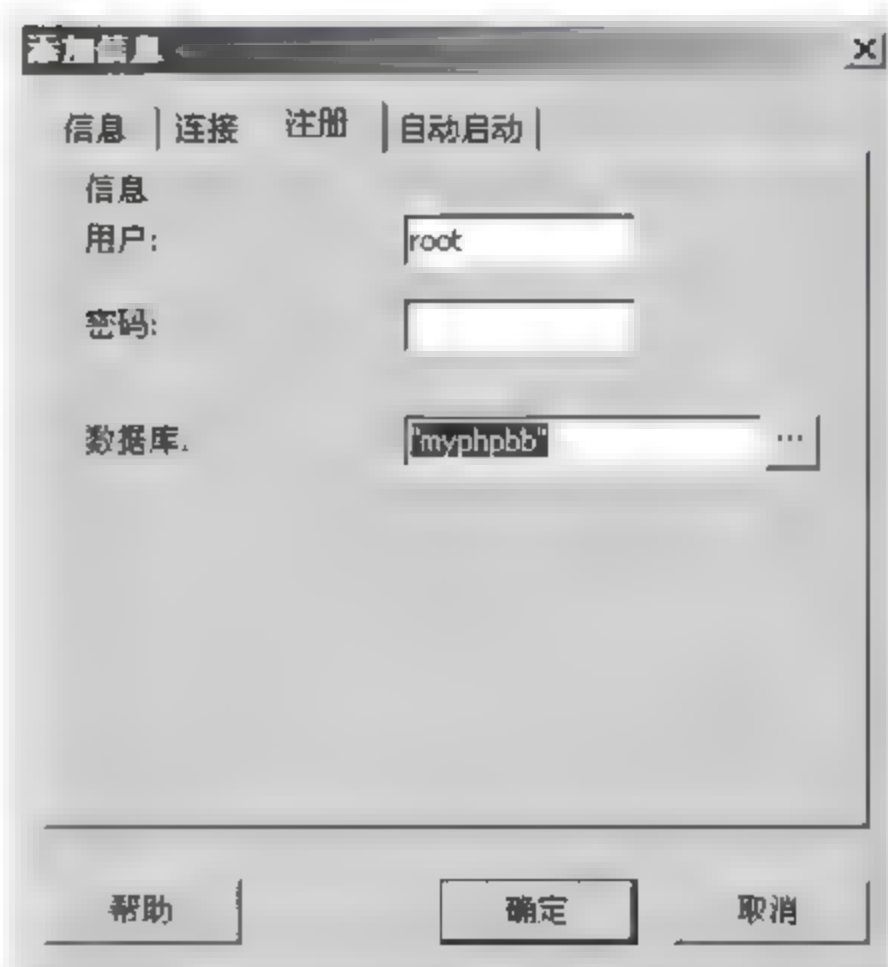 添加信息
信息 连接 注册 自动启动
信息
用户: root
密码:
数据库. "myphpbb" ...
帮助 确定 取消